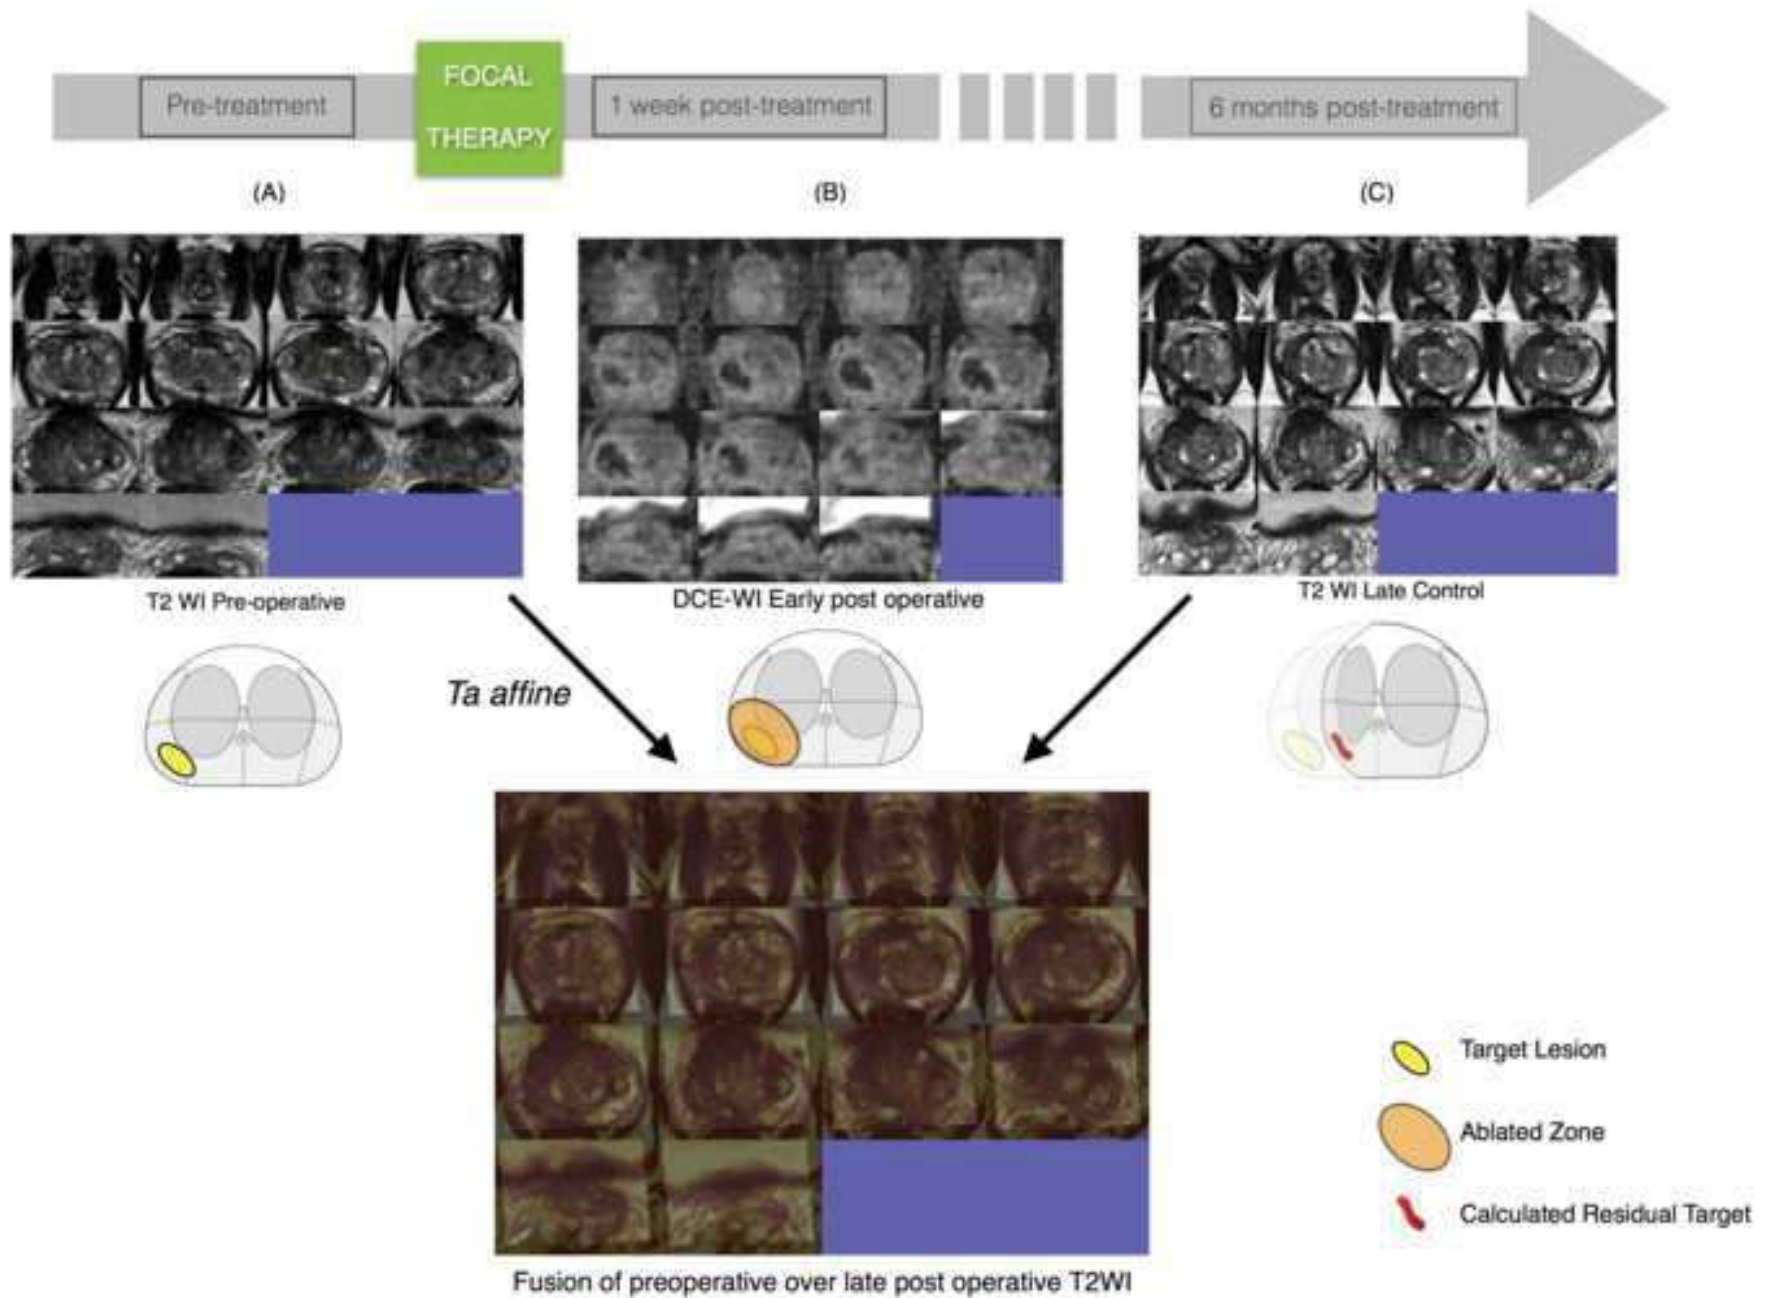 Pre-treatment
FOCAL
THERAPY
1 week post-treatment
6 months post-treatment
(A)
(B)
(C)
T2 WI Pre-operative
DCE-WI Early post operative
T2 WI Late Control
Ta affine
Target Lesion
Ablated Zone
Calculated Residual Target
Fusion of preoperative over late post operative T2WI